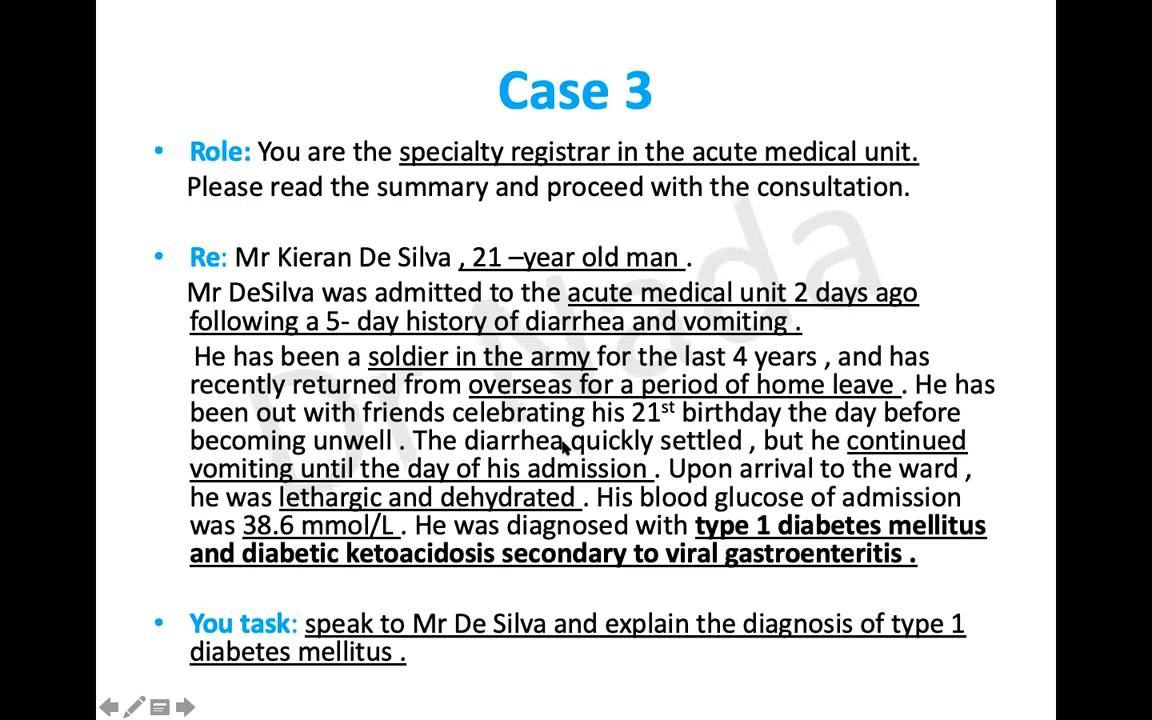 Case 3
• Role: You are the specialty registrar in the acute medical unit.
Please read the summary and proceed with the consultation.
• Re: Mr Kieran De Silva , 21 –year old man .
Mr DeSilva was admitted to the acute medical unit 2 days ago
following a 5- day history of diarrhea and vomiting .
He has been a soldier in the army for the last 4 years , and has
recently returned from overseas for a period of home leave . He has
been out with friends celebrating his 21st birthday the day before
becoming unwell . The diarrhea quickly settled , but he continued
vomiting until the day of his admission . Upon arrival to the ward ,
he was lethargic and dehydrated . His blood glucose of admission
was 38.6 mmol/L . He was diagnosed with type 1 diabetes mellitus
and diabetic ketoacidosis secondary to viral gastroenteritis .
• You task: speak to Mr De Silva and explain the diagnosis of type 1
diabetes mellitus .
Dr Nada